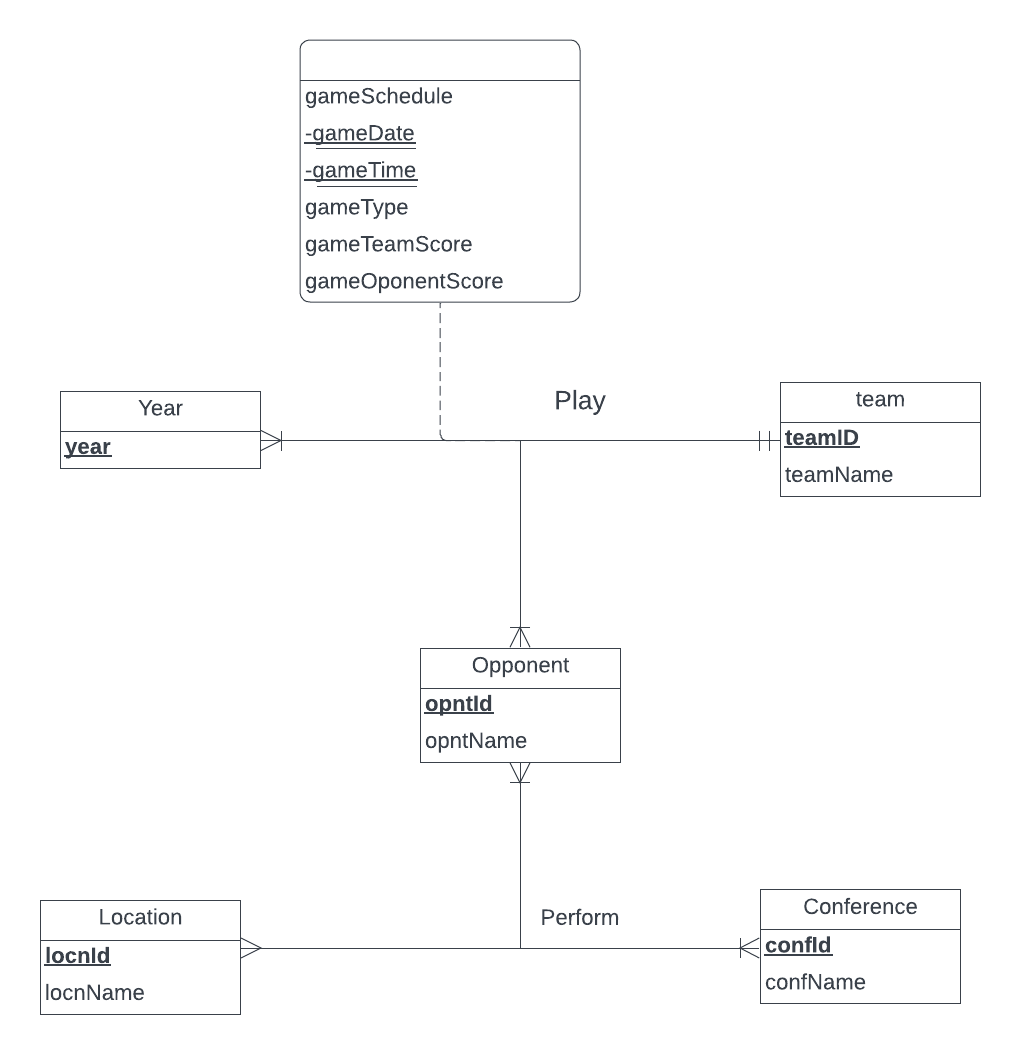 gameSchedule
-gameDate
-gameTime
gameType
gameTeamScore
gameOponentScore
Play
Year
year
team
teamID
teamName
Opponent
opntId
opntName
Perform
Location
locnId
locnName
Conference
confId
confName